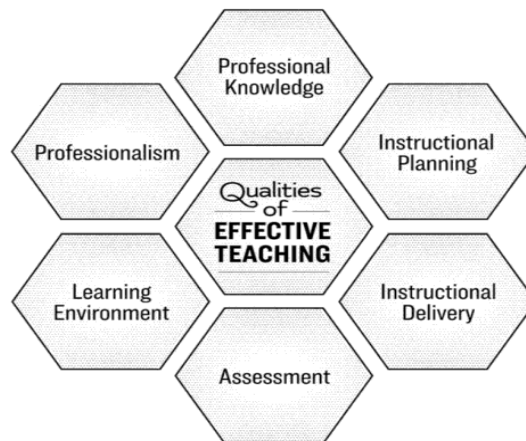 Professional
Knowledge
Professionalism
Instructional
Planning
Qualities
of
EFFECTIVE
TEACHING
Learning
Environment
Instructional
Delivery
Assessment